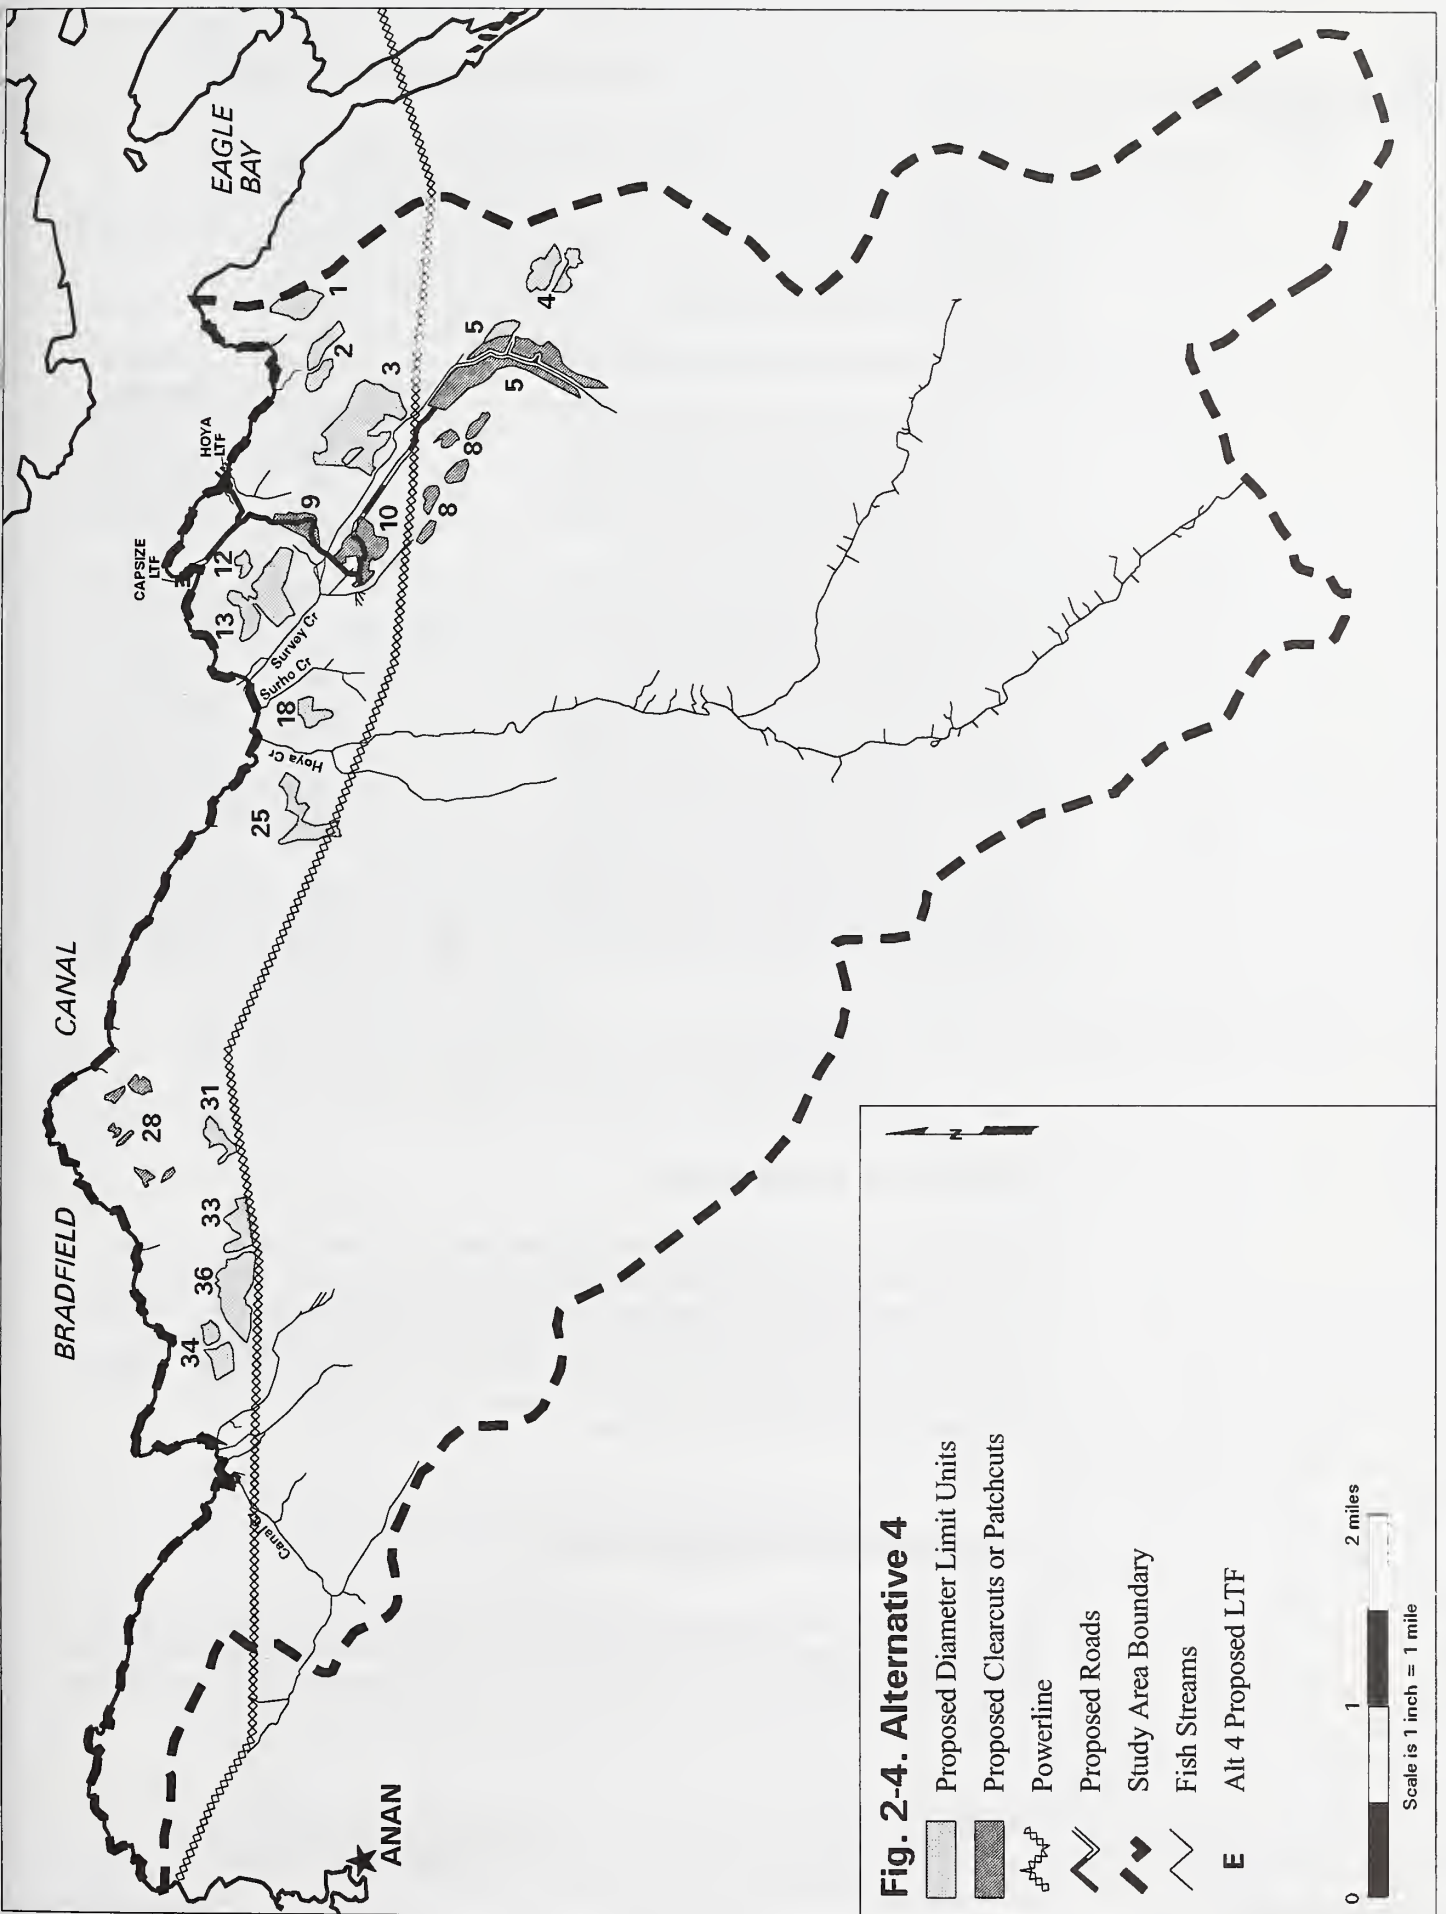 BRADFIELD
CANAL
EAGLE
BAY
HOYA
LTF
CAPSIZE
LTF
1
2
3
4
5
5
8
8
9
10
12
13
Survey Cr
Surho Cr
18
Hoya Cr
25
28
31
33
36
34
Canal
ANAN
N
Fig. 2-4. Alternative 4
Proposed Diameter Limit Units
Proposed Clearcuts or Patchcuts
Powerline
Proposed Roads
Study Area Boundary
Fish Streams
E Alt 4 Proposed LTF
0 1 2 miles
Scale is 1 inch = 1 mile